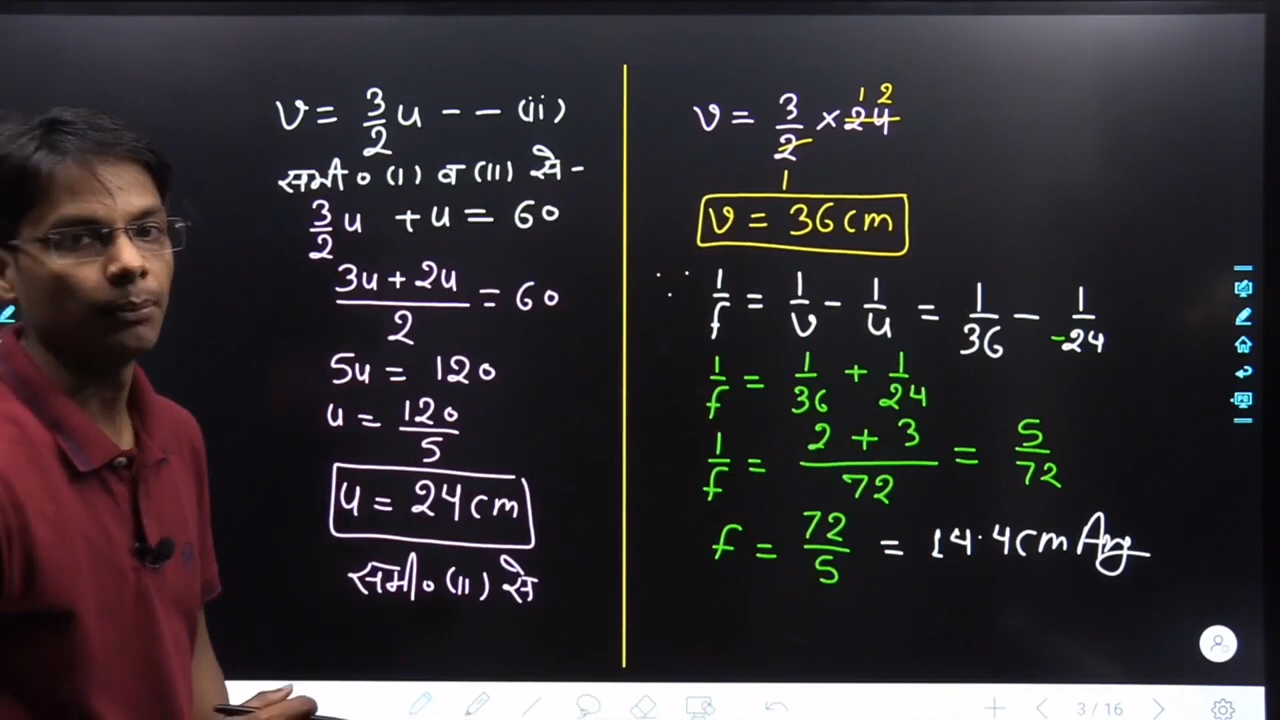 v = 3/2 u -- (ii)
समी० (I) व (II) से -
3/2 u + u = 60
3u + 2u / 2 = 60
5u = 120
u = 120/5
u = 24 cm
समी० (II) से
v = 3/2 × 24 12
1
v = 36 cm
∵ 1/f = 1/v - 1/u = 1/36 - 1/-24
1/f = 1/36 + 1/24
1/f = 2 + 3 / 72 = 5/72
f = 72/5 = 14.4 cm Ans
3 / 16